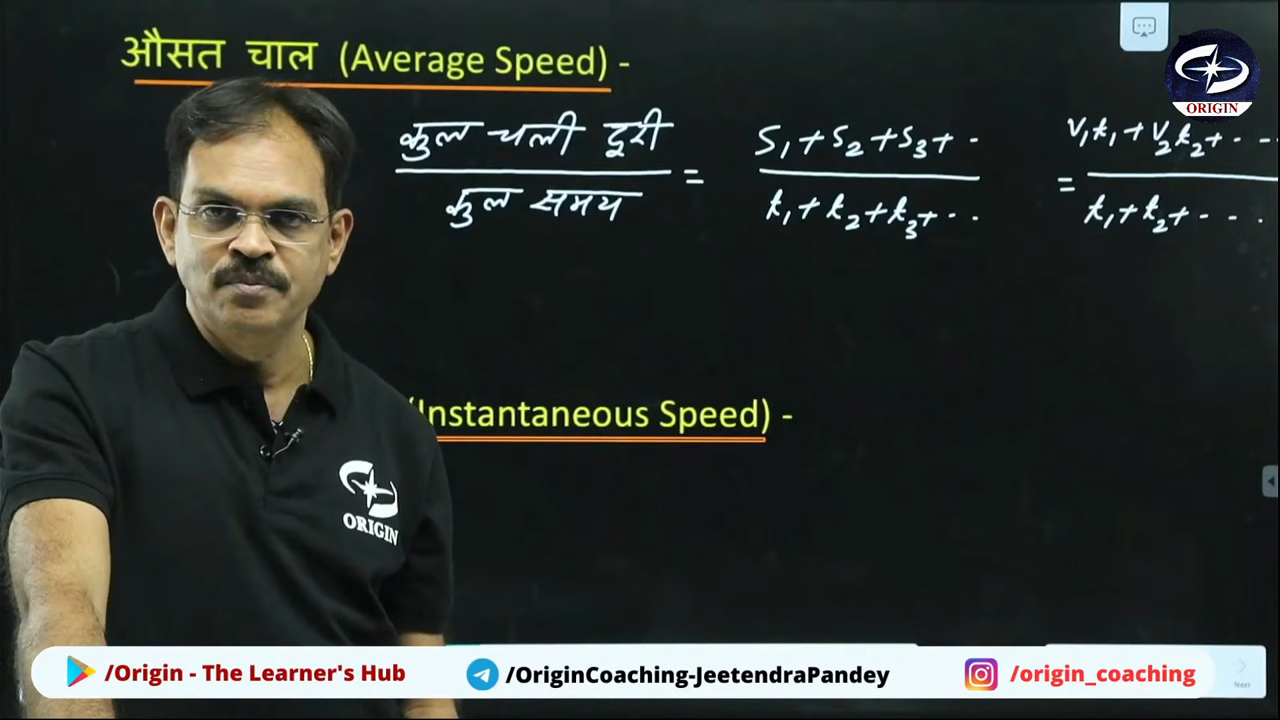 औसत चाल (Average Speed) -
ORIGIN
कुल चली दूरी / कुल समय = S₁ + S₂ + S₃ + ·· / t₁ + t₂ + t₃ + ·· = V₁t₁ + V₂t₂ + ··· / t₁ + t₂ + ····
(Instantaneous Speed) -
ORIGIN
/Origin - The Learner's Hub
/OriginCoaching-JeetendraPandey
/origin_coaching
Next